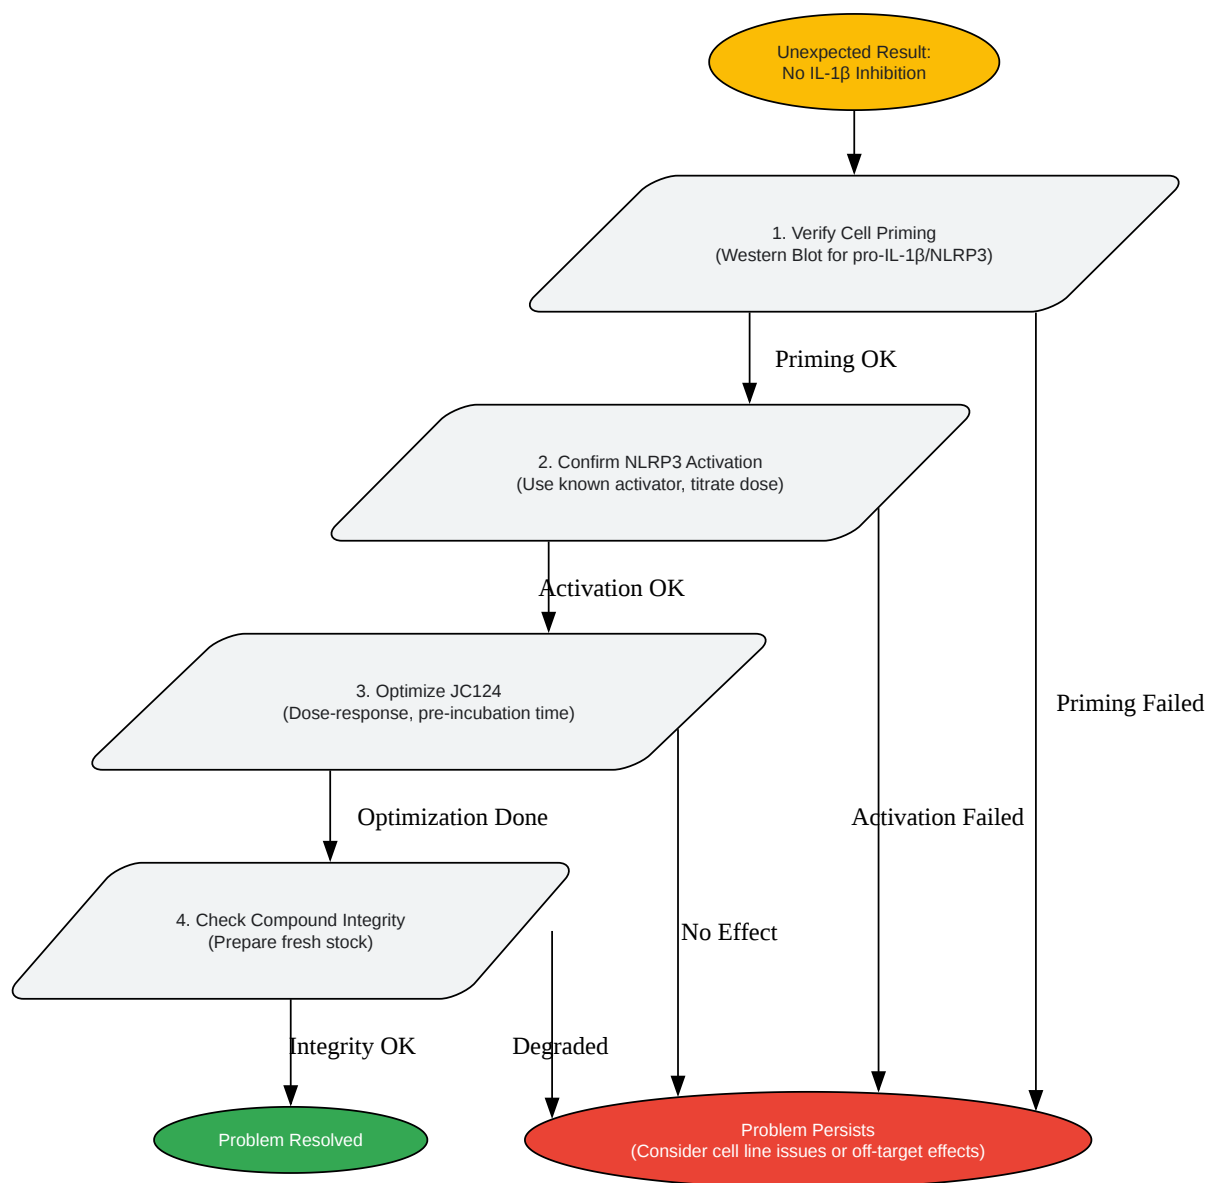 Unexpected Result:
No IL-1β Inhibition
1. Verify Cell Priming
(Western Blot for pro-IL-1β/NLRP3)
Priming OK
2. Confirm NLRP3 Activation
(Use known activator, titrate dose)
Activation OK
3. Optimize JC124
(Dose-response, pre-incubation time)
Priming Failed
Optimization Done
Activation Failed
4. Check Compound Integrity
(Prepare fresh stock)
No Effect
Integrity OK
Degraded
Problem Resolved
Problem Persists
(Consider cell line issues or off-target effects)